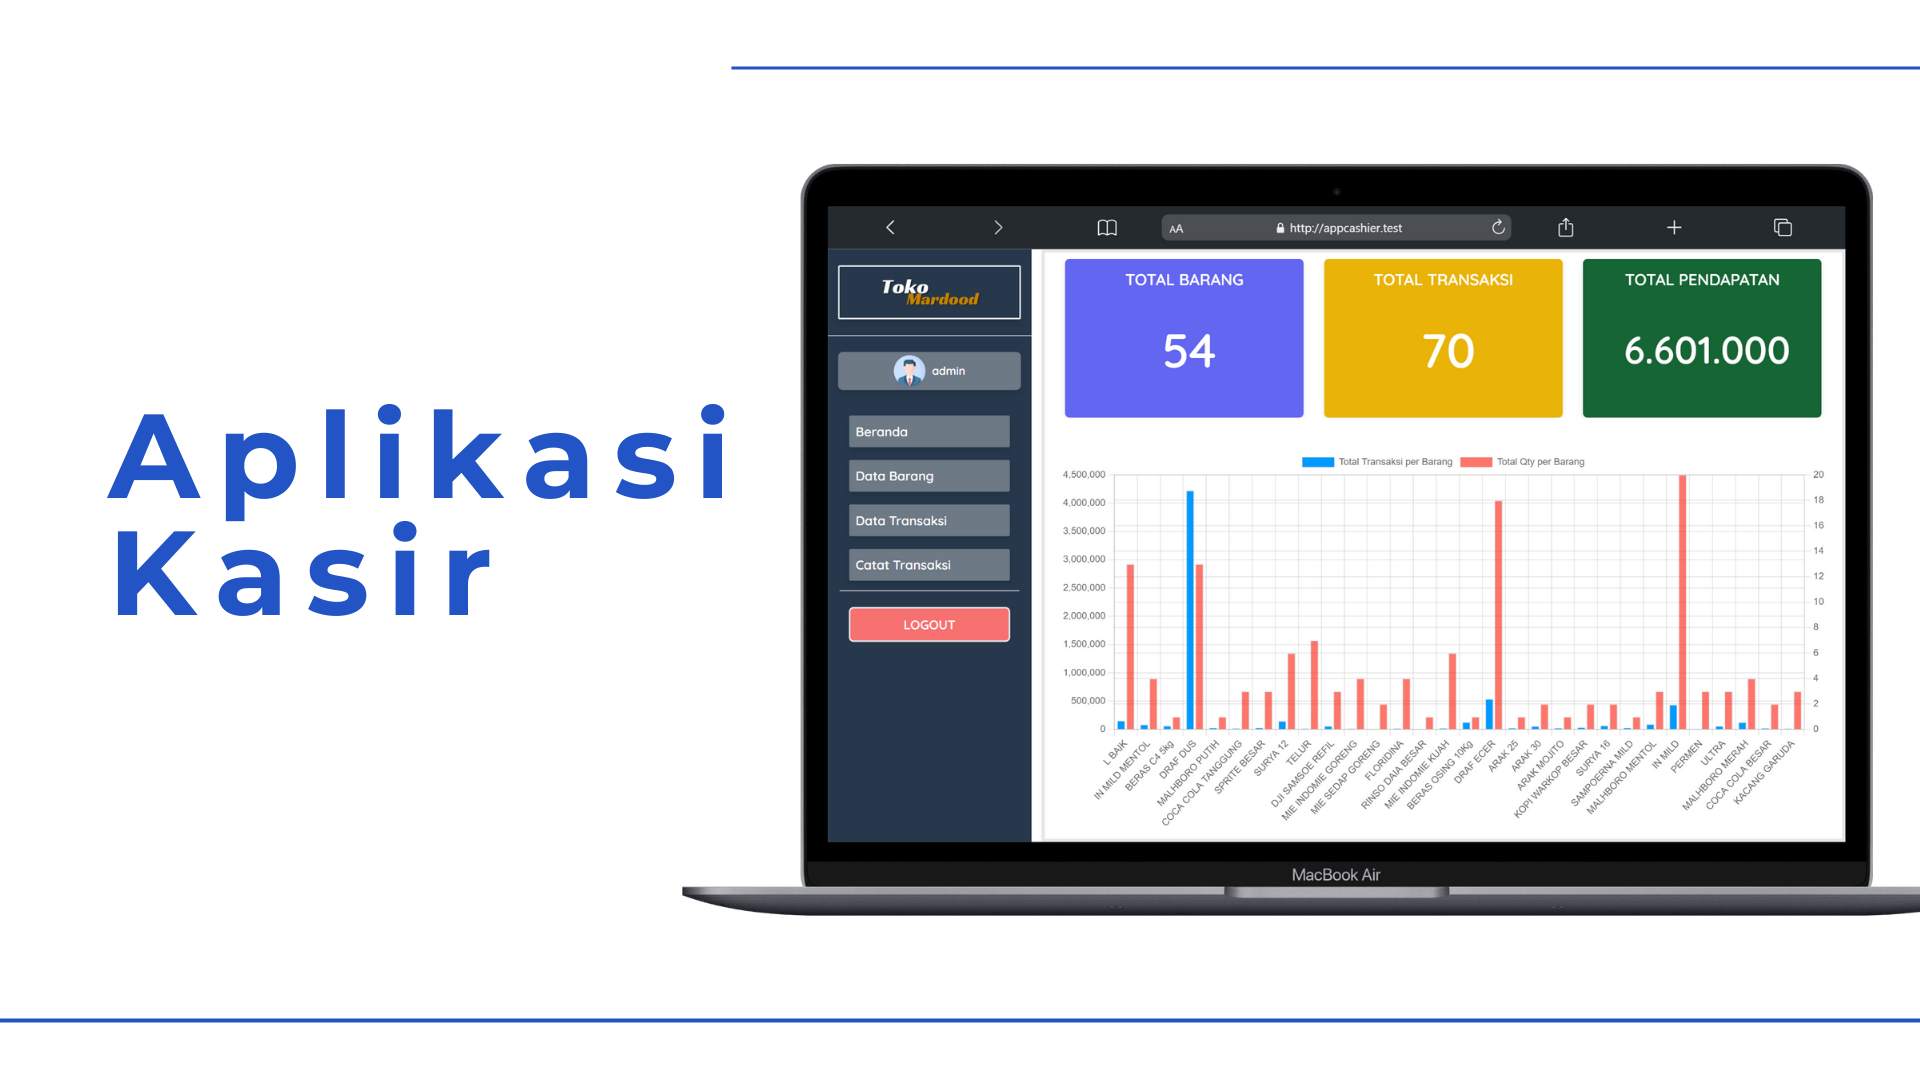 Aplikasi
Kasir
AA
http://appcashier.test
Toko
Mardood
admin
Beranda
Data Barang
Data Transaksi
Catat Transaksi
LOGOUT
TOTAL BARANG
54
TOTAL TRANSAKSI
70
TOTAL PENDAPATAN
6.601.000
Total Transaksi per Barang
Total Qty per Barang
4,500,000
4,000,000
3,500,000
3,000,000
2,500,000
2,000,000
1,500,000
1,000,000
500,000
0
20
18
16
14
12
10
8
6
4
2
0
L BAIK
IN MILD MENTOL
BERAS C4 5kg
DRAF DUS
MALHBORO PUTIH
COCA COLA TANGGUNG
SPRITE BESAR
SURYA 12
TELUR
DJI SAMSOE REFIL
MIE INDOMIE GORENG
MIE SEDAP GORENG
FLORIDINA
RINSO DAIA BESAR
MIE INDOMIE KUAH
BERAS OSING 10Kg
DRAF ECER
ARAK 25
ARAK 30
ARAK MOJITO
KOPI WARKOP BESAR
SURYA 16
SAMPOERNA MILD
MALHBORO MENTOL
IN MILD
PERMEN
ULTRA
MALHBORO MERAH
COCA COLA BESAR
KACANG GARUDA
MacBook Air